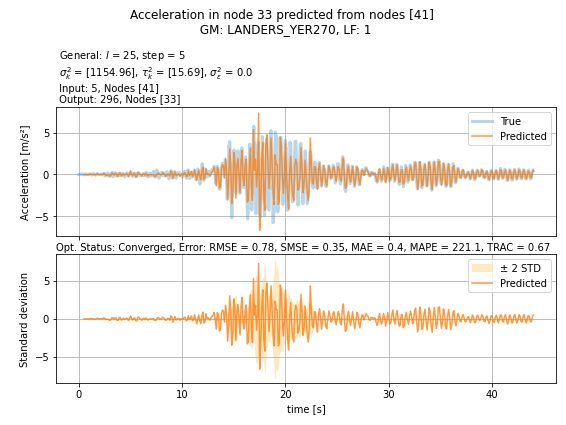 Acceleration in node 33 predicted from nodes [41]
GM: LANDERS_YER270, LF: 1
General: l = 25, step = 5
σ²ₖ = [1154.96], τ²ₖ = [15.69], σ²_ε = 0.0
Input: 5, Nodes [41]
Output: 296, Nodes [33]
Acceleration [m/s²]
5
0
−5
True
Predicted
Opt. Status: Converged, Error: RMSE = 0.78, SMSE = 0.35, MAE = 0.4, MAPE = 221.1, TRAC = 0.67
Standard deviation
5
0
−5
± 2 STD
Predicted
0 10 20 30 40
time [s]